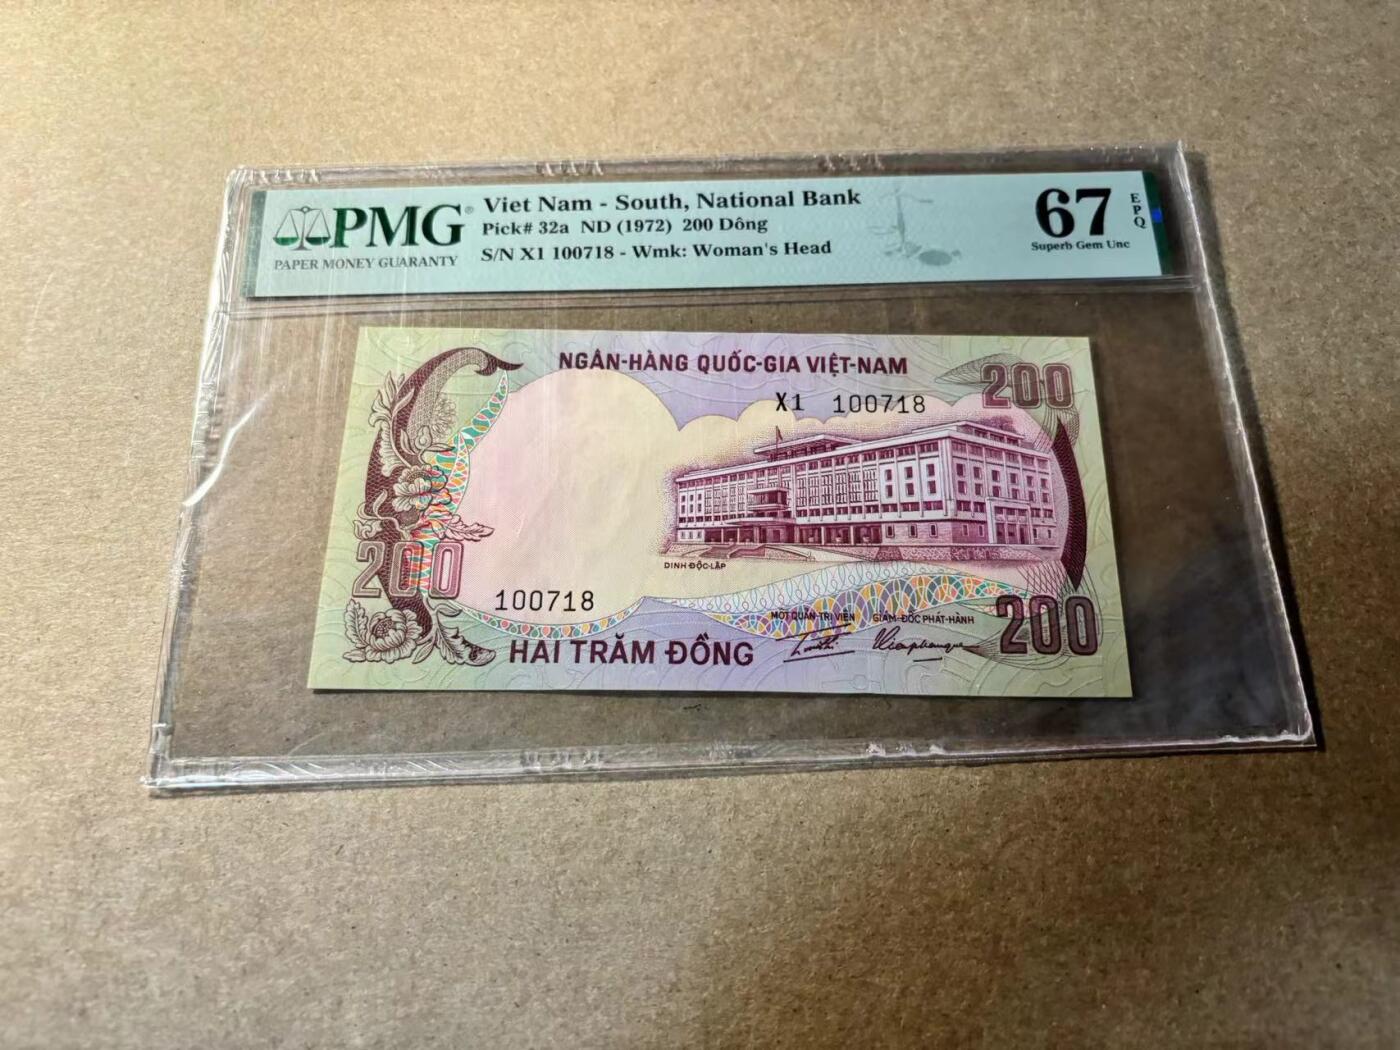 PMG®
PAPER MONEY GUARANTY
Viet Nam - South, National Bank
Pick# 32a ND (1972) 200 Dông
S/N X1 100718 - Wmk: Woman's Head
67
EPQ
Superb Gem Unc
NGÂN-HÀNG QUỐC-GIA VIỆT-NAM
200
X1 100718
DINH ĐỘC-LẬP
200
100718
MỘT QUẢN-TRỊ VIÊN
GIÁM-ĐỐC PHÁT-HÀNH
200
HAI TRĂM ĐỒNG